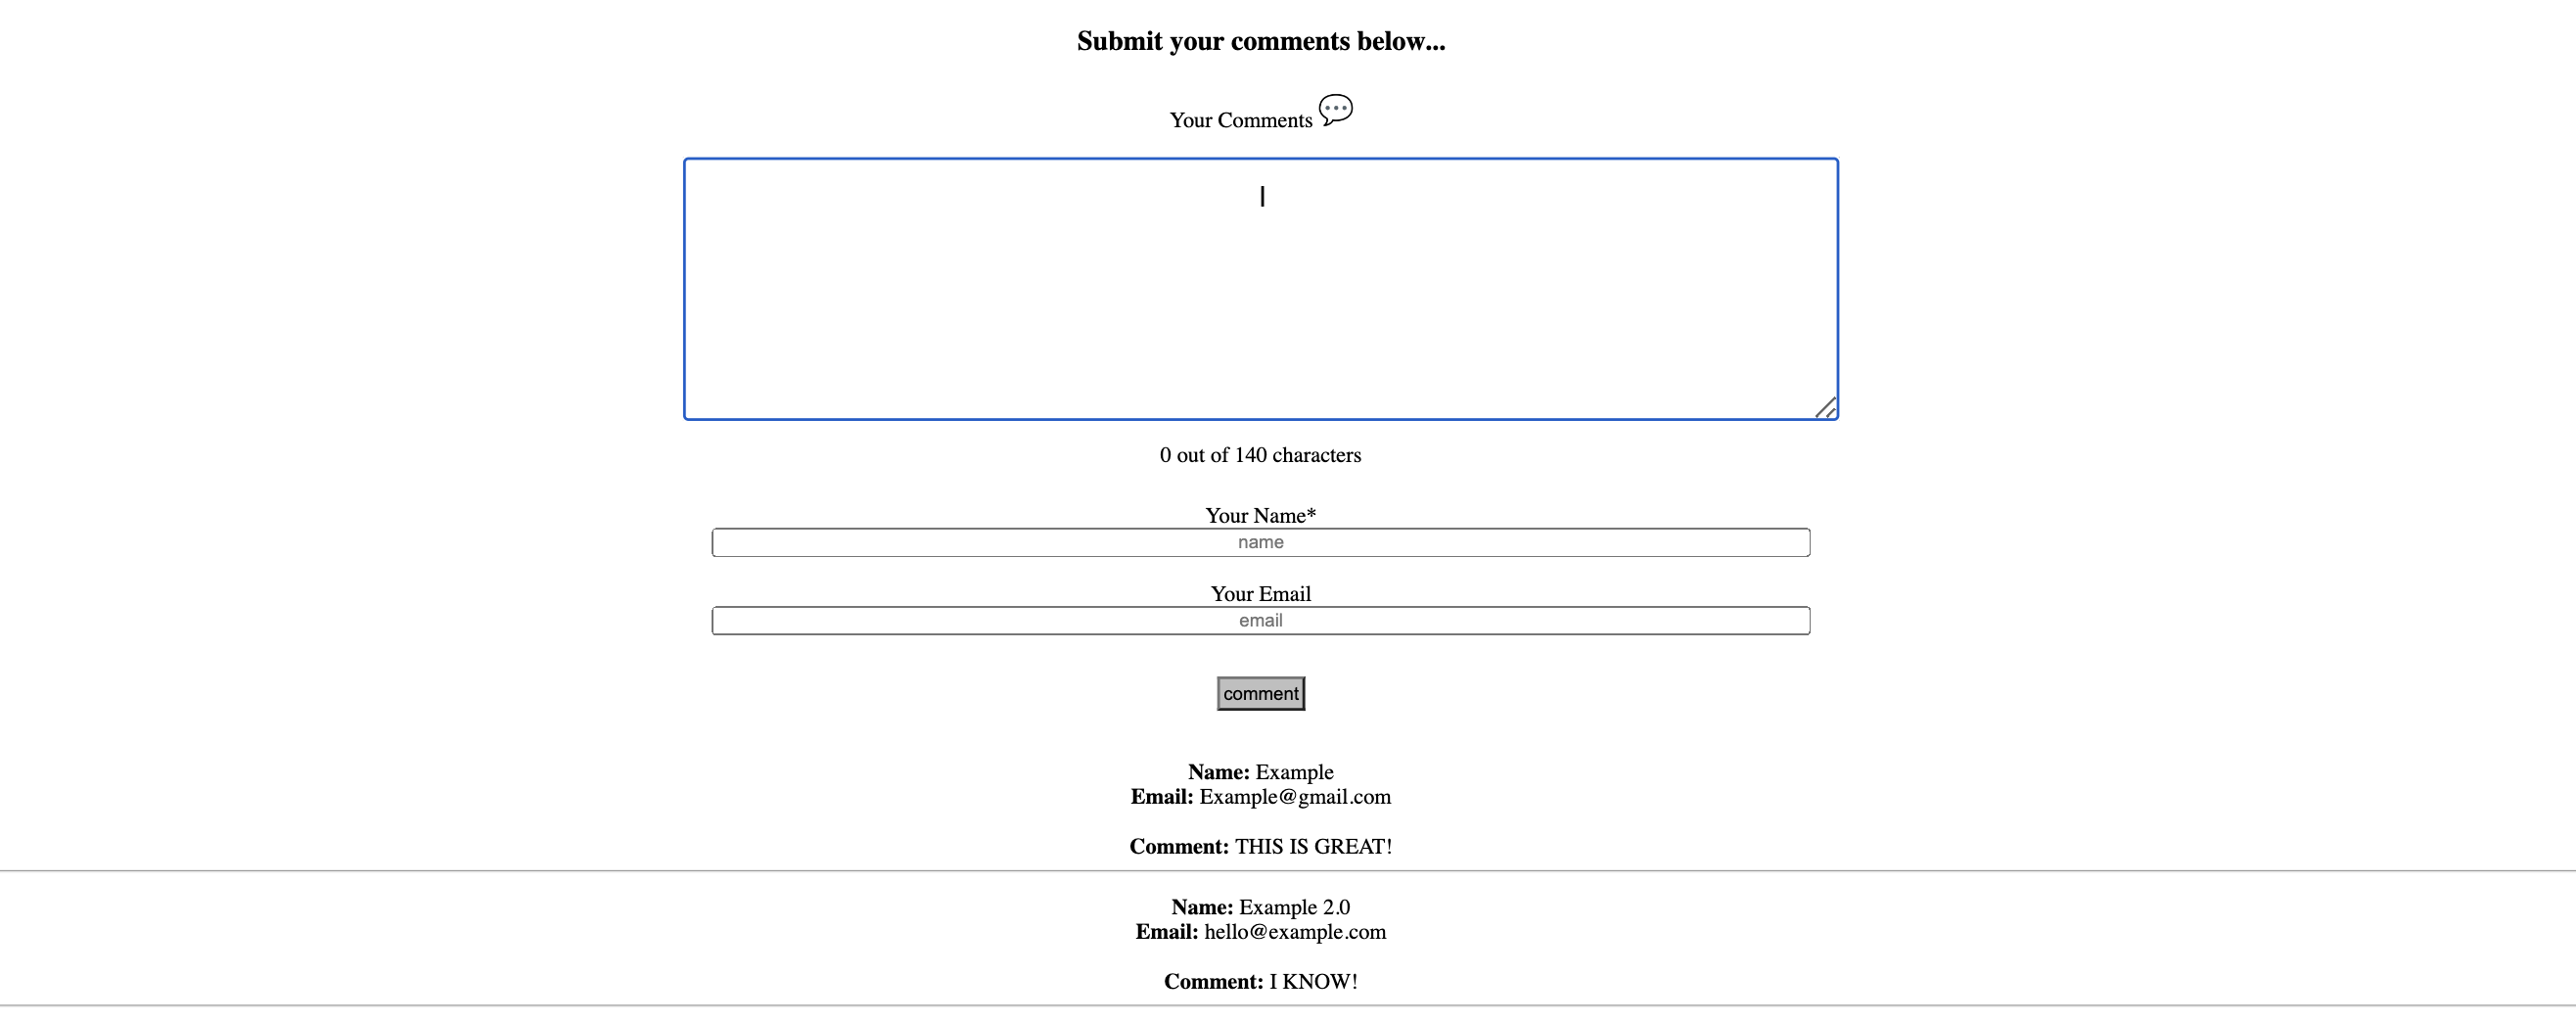 Submit your comments below...
Your Comments 💬
0 out of 140 characters
Your Name*
name
Your Email
email
comment
Name: Example
Email: Example@gmail.com
Comment: THIS IS GREAT!
Name: Example 2.0
Email: hello@example.com
Comment: I KNOW!